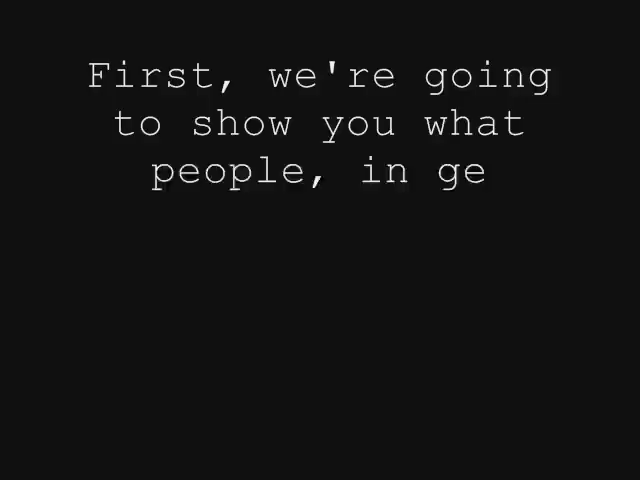 First, we're going
to show you what
people, in ge